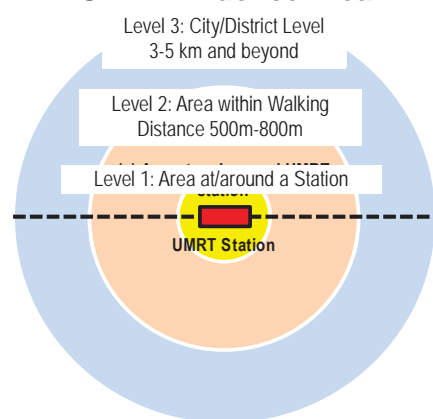 Level 3: City/District Level
3-5 km and beyond
Level 2: Area within Walking
Distance 500m-800m
Level 1: Area at/around a Station
UMRT Station